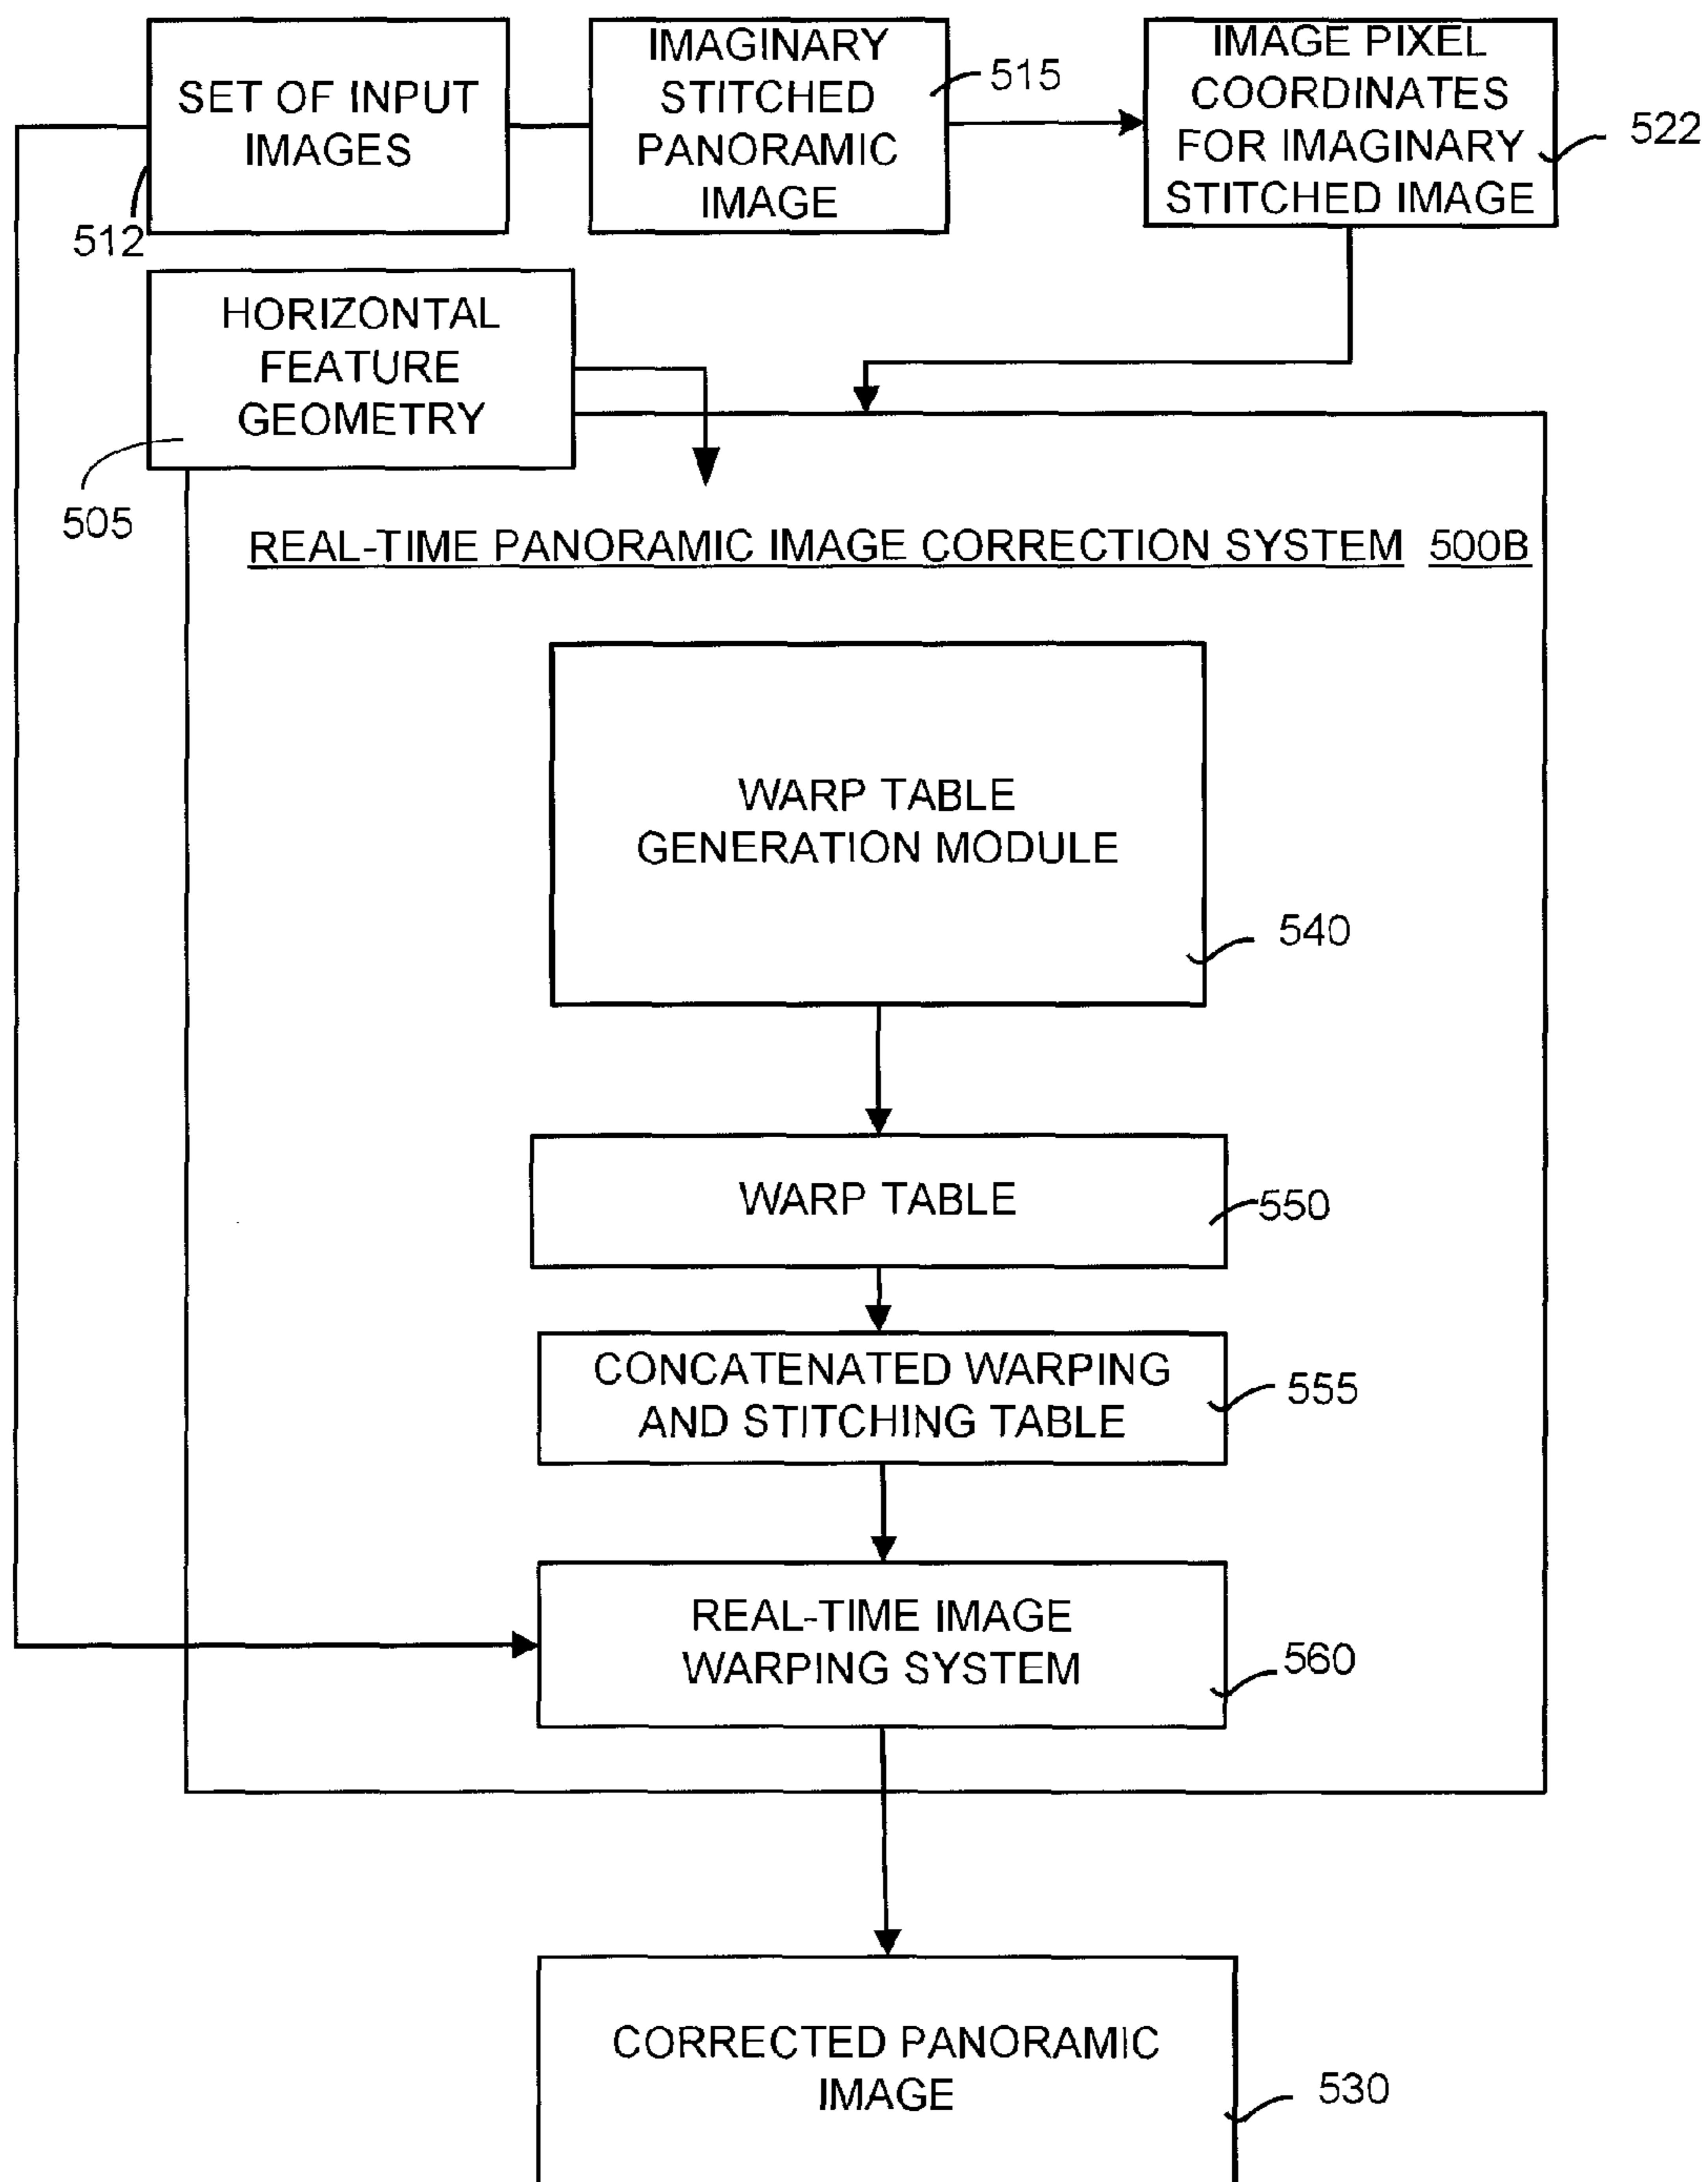 SET OF INPUT
IMAGES
512
IMAGINARY
STITCHED
PANORAMIC
IMAGE
515
IMAGE PIXEL
COORDINATES
FOR IMAGINARY
STITCHED IMAGE
522
HORIZONTAL
FEATURE
GEOMETRY
505
REAL-TIME PANORAMIC IMAGE CORRECTION SYSTEM 500B
WARP TABLE
GENERATION MODULE
540
WARP TABLE
550
CONCATENATED WARPING
AND STITCHING TABLE
555
REAL-TIME IMAGE
WARPING SYSTEM
560
CORRECTED PANORAMIC
IMAGE
530